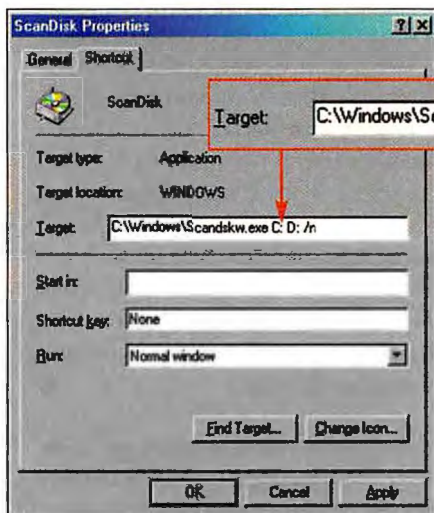 ScanDisk Properties
General Shortcut
ScanDisk
Target: C:\Windows\Sc
Target type: Application
Target location: WINDOWS
Target: C:\Windows\Scandskw.exe C: D: /n
Start in:
Shortcut key: None
Run: Normal window
Find Target... Change Icon...
OK Cancel Apply